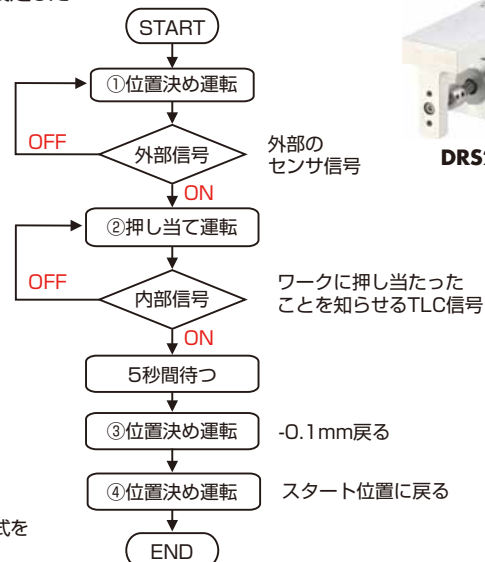 START
①位置決め運転
OFF
外部信号
外部の
センサ信号
ON
②押し当て運転
OFF
内部信号
ワークに押し当たった
ことを知らせるTLC信号
ON
5秒間待つ
③位置決め運転
-0.1mm戻る
④位置決め運転
スタート位置に戻る
式を
END